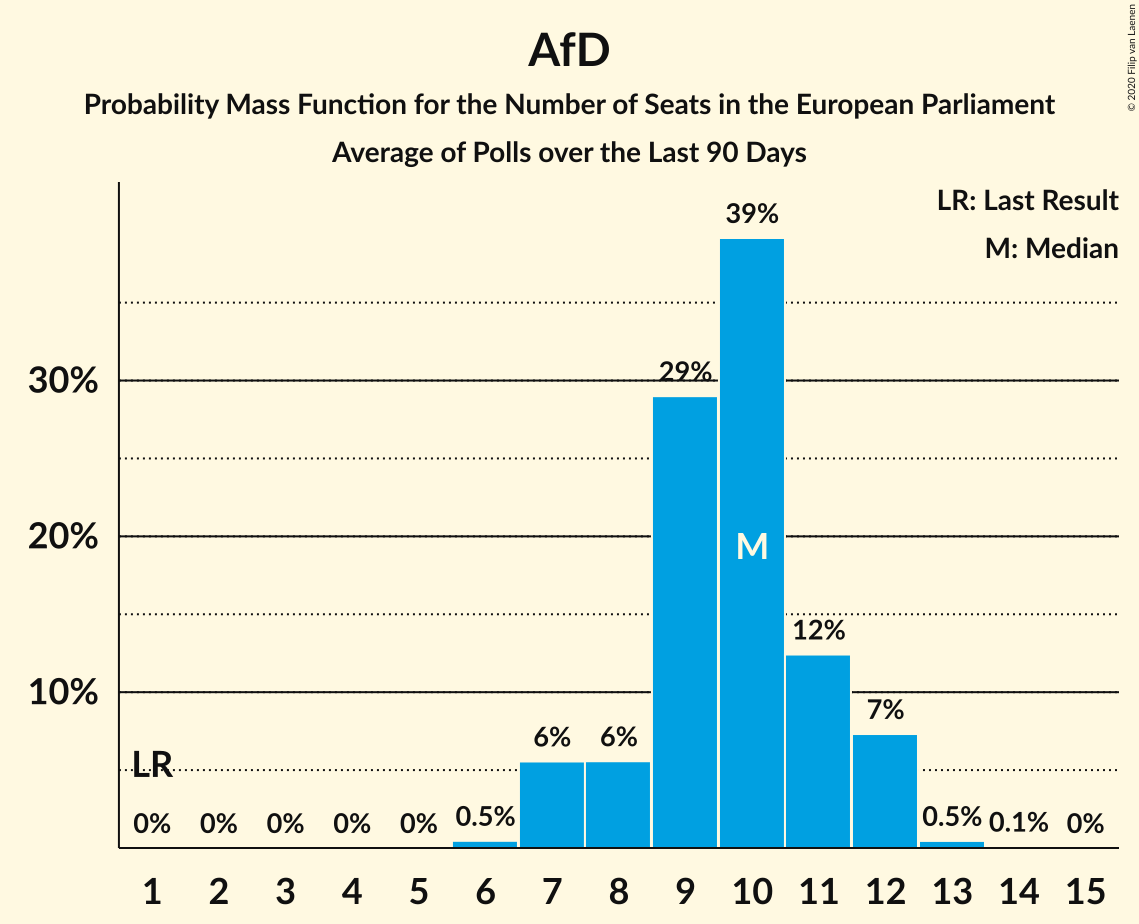 AfD
Probability Mass Function for the Number of Seats in the European Parliament
Average of Polls over the Last 90 Days
© 2020 Filip van Laenen
LR: Last Result
M: Median
39%
29%
30%
20%
M
12%
10%
7%
6% 6%
LR
0% 0% 0% 0% 0% 0.5% 0.5% 0.1% 0%
1 2 3 4 5 6 7 8 9 10 11 12 13 14 15